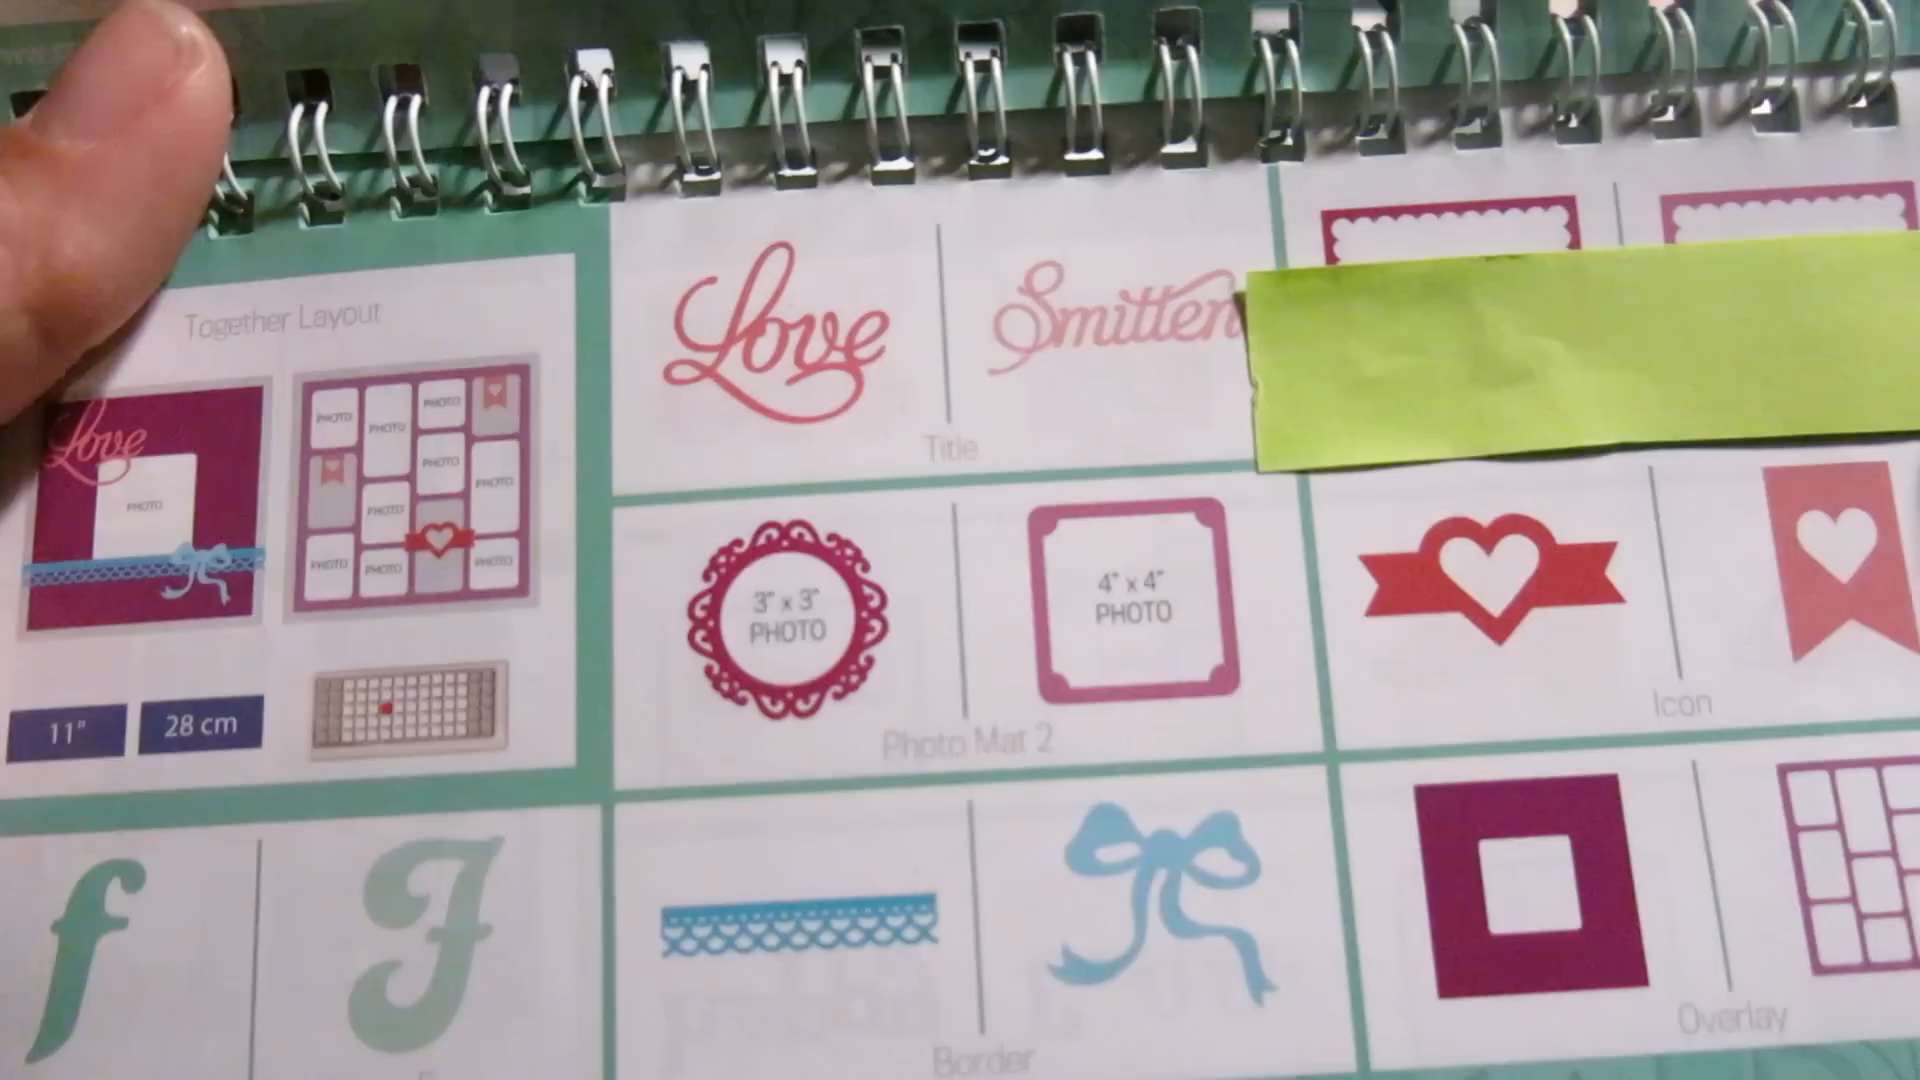 Together Layout
Love
PHOTO
PHOTO
PHOTO
PHOTO
PHOTO
PHOTO
PHOTO
PHOTO
PHOTO
PHOTO
11"
28 cm
Love
Smitten
Title
3" x 3"
PHOTO
4" x 4"
PHOTO
Photo Mat 2
Icon
f
F
Border
Overlay